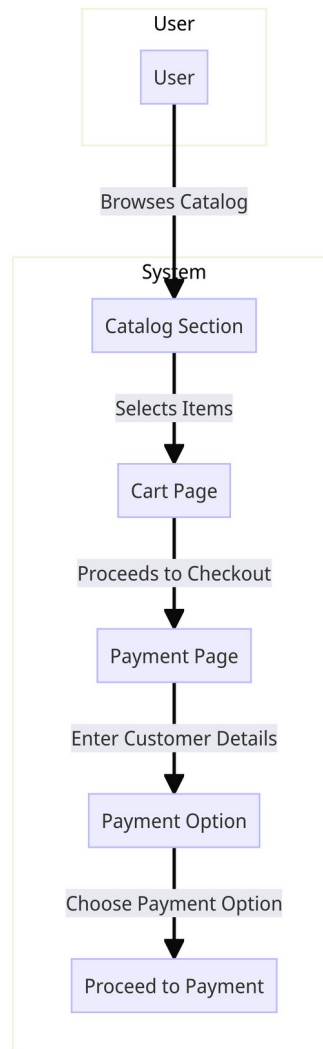 User
User
Browses Catalog
System
Catalog Section
Selects Items
Cart Page
Proceeds to Checkout
Payment Page
Enter Customer Details
Payment Option
Choose Payment Option
Proceed to Payment